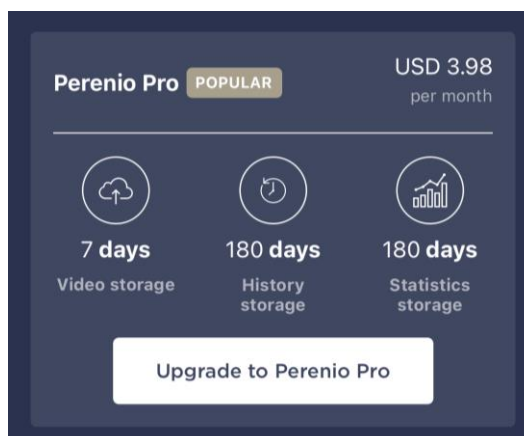 Perenio Pro POPULAR
USD 3.98
per month
7 days
180 days
180 days
Video storage
History
storage
Statistics
storage
Upgrade to Perenio Pro